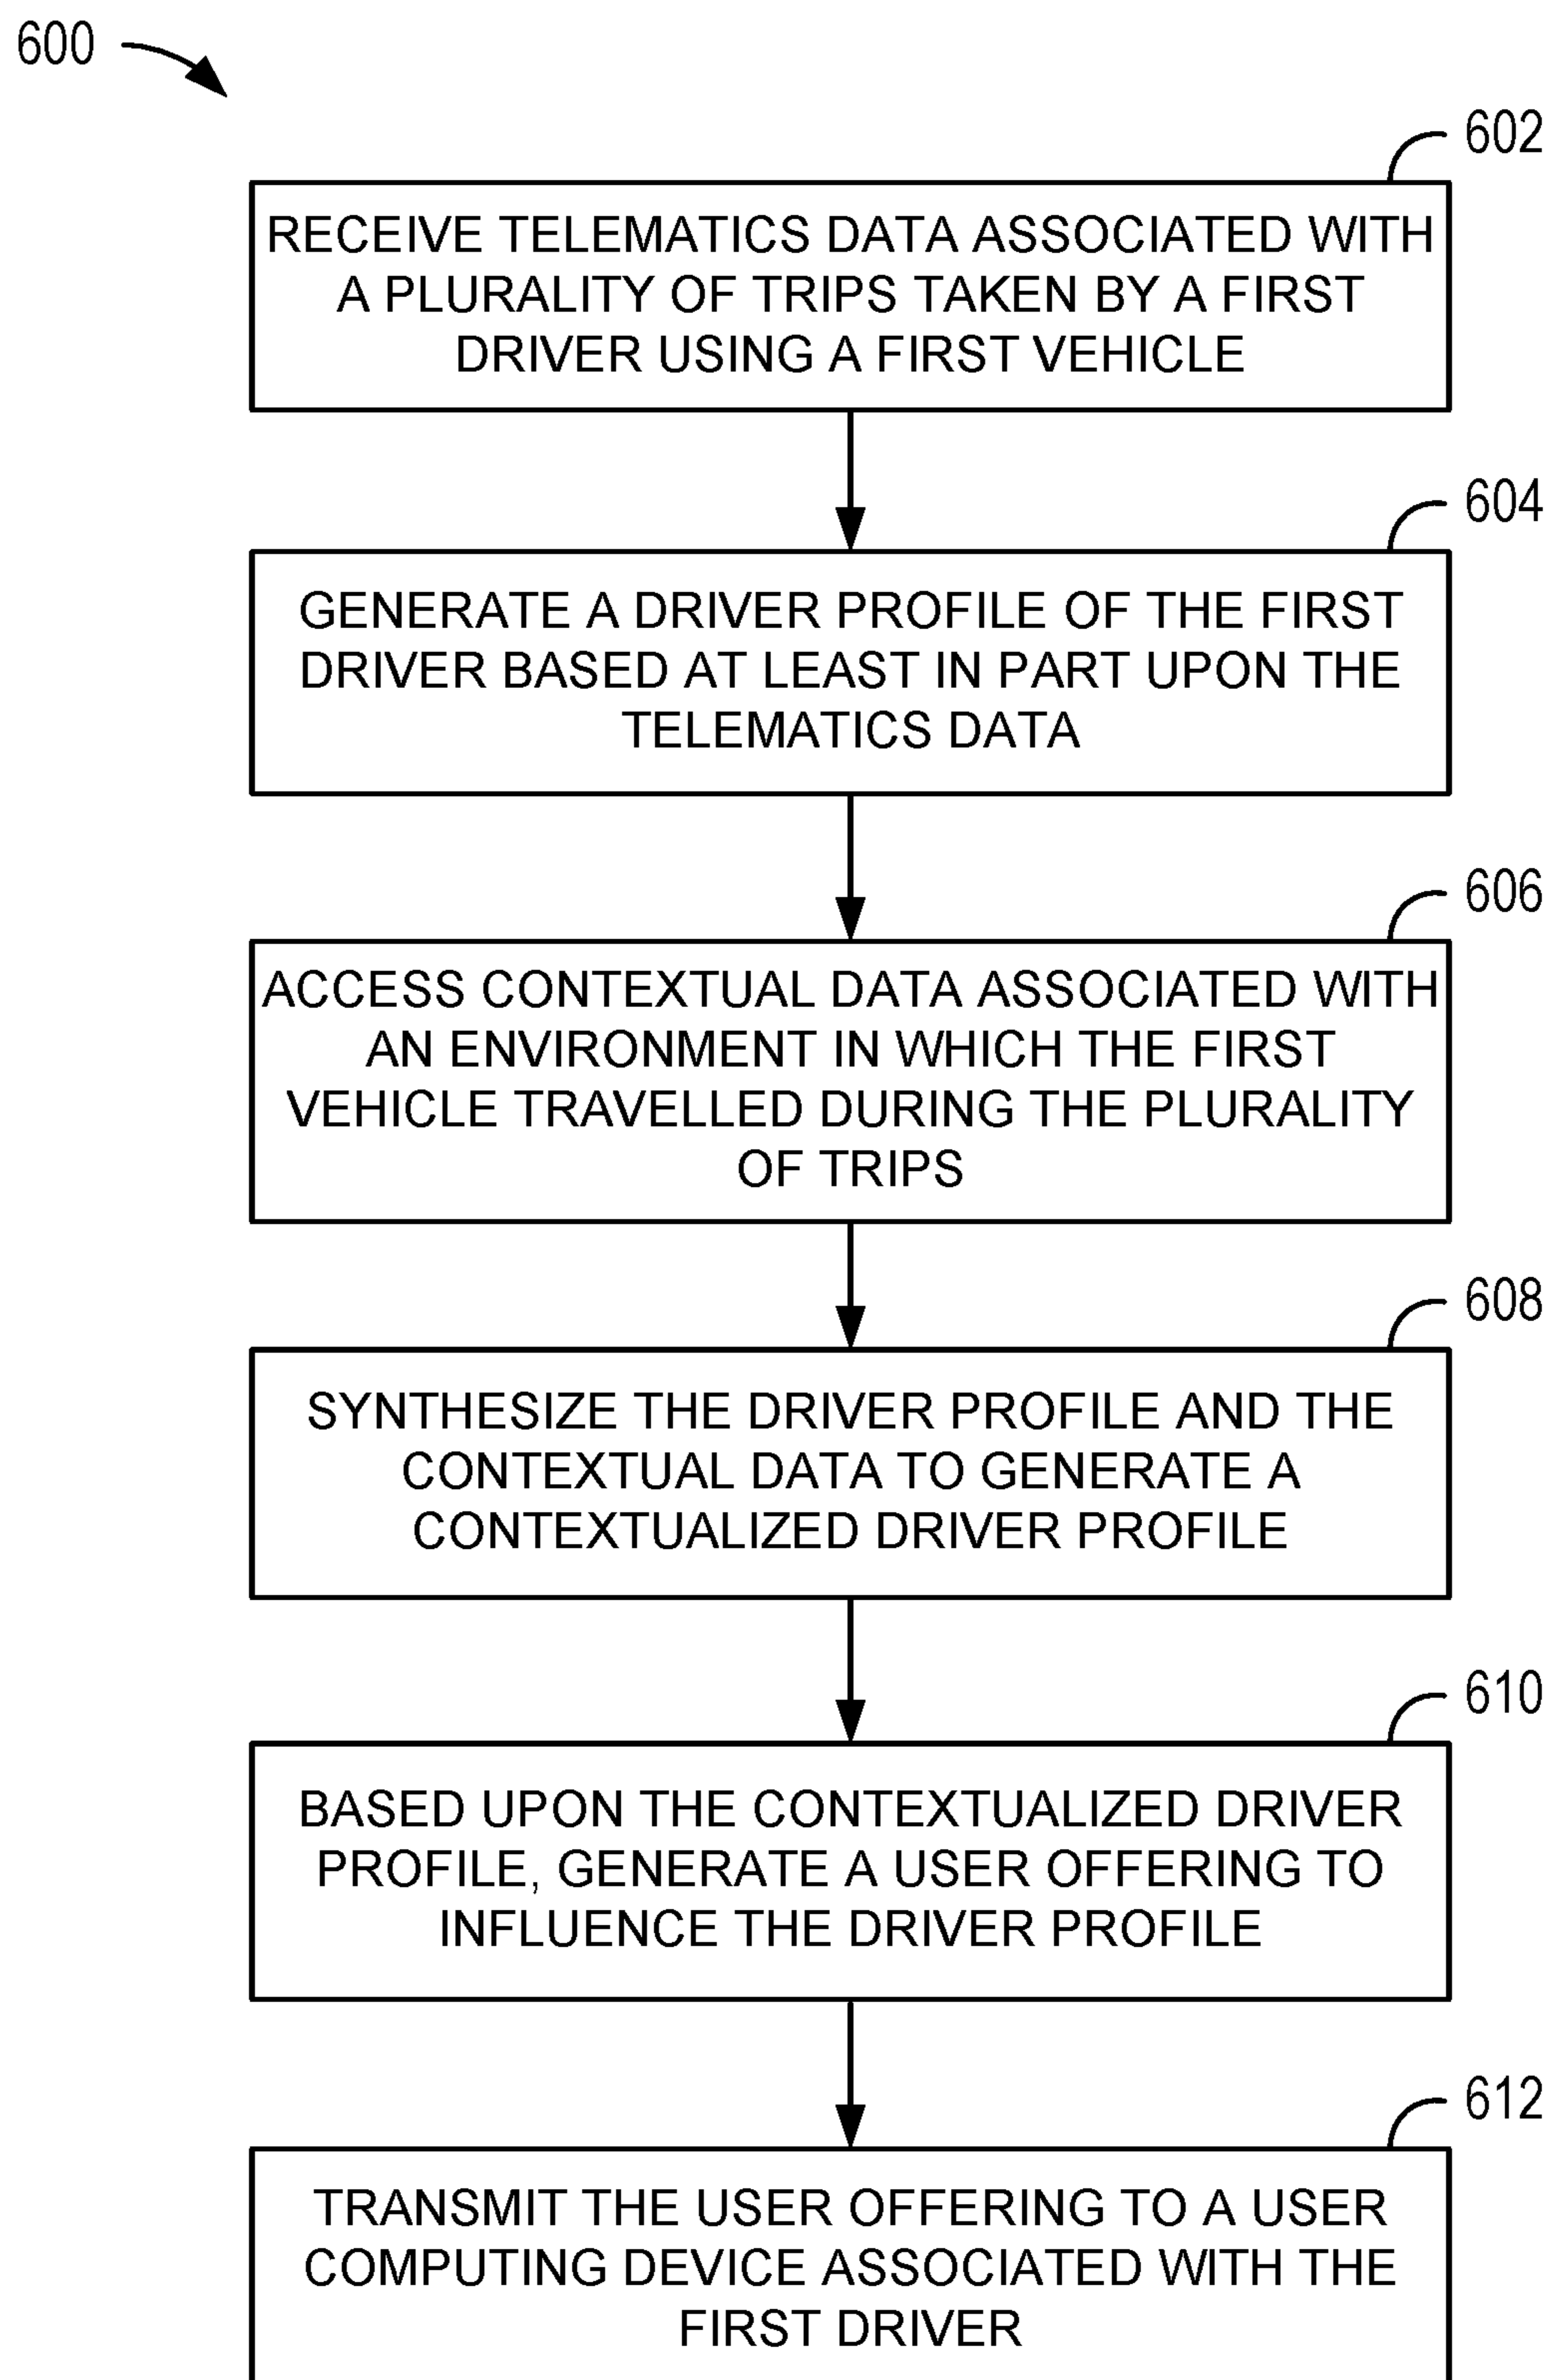 600
602
RECEIVE TELEMATICS DATA ASSOCIATED WITH
A PLURALITY OF TRIPS TAKEN BY A FIRST
DRIVER USING A FIRST VEHICLE
604
GENERATE A DRIVER PROFILE OF THE FIRST
DRIVER BASED AT LEAST IN PART UPON THE
TELEMATICS DATA
606
ACCESS CONTEXTUAL DATA ASSOCIATED WITH
AN ENVIRONMENT IN WHICH THE FIRST
VEHICLE TRAVELLED DURING THE PLURALITY
OF TRIPS
608
SYNTHESIZE THE DRIVER PROFILE AND THE
CONTEXTUAL DATA TO GENERATE A
CONTEXTUALIZED DRIVER PROFILE
610
BASED UPON THE CONTEXTUALIZED DRIVER
PROFILE, GENERATE A USER OFFERING TO
INFLUENCE THE DRIVER PROFILE
612
TRANSMIT THE USER OFFERING TO A USER
COMPUTING DEVICE ASSOCIATED WITH THE
FIRST DRIVER